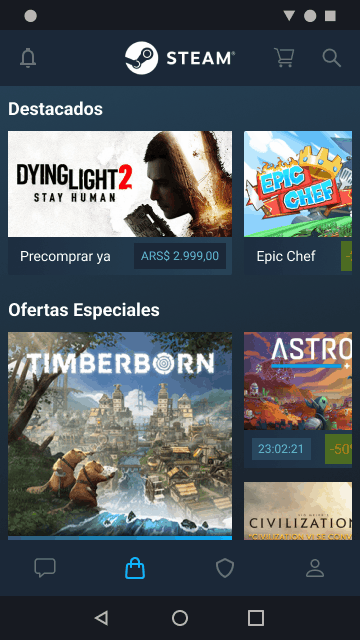 STEAM
Destacados
DYING LIGHT 2
STAY HUMAN
EPIC
CHEF
Precomprar ya
ARS$ 2.999,00
Epic Chef
Ofertas Especiales
TIMBERBORN
ASTRO
23:02:21
-50
CIVILIZATION